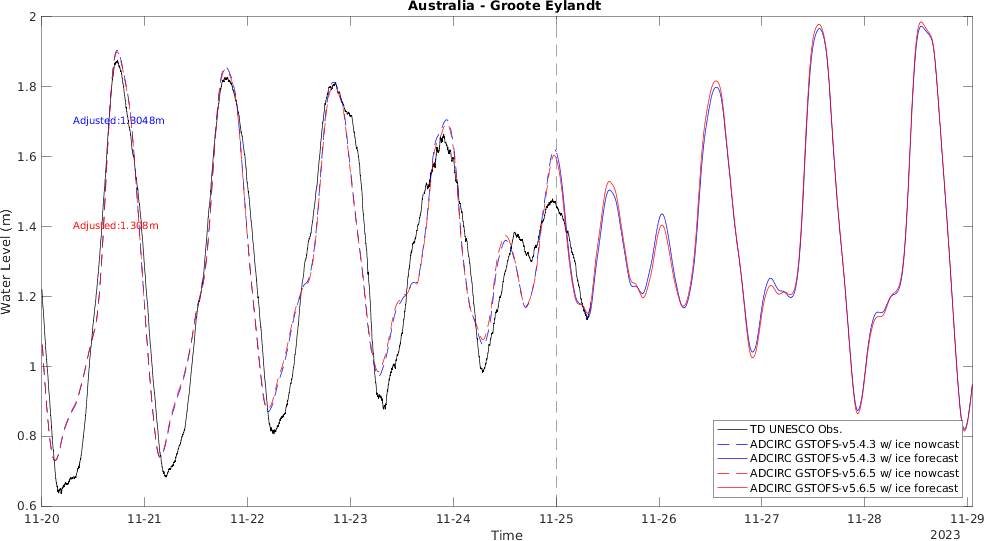 Australia - Groote Eylandt
2
1.8
1.6
1.4
1.2
1
0.8
0.6
Water Level (m)
Adjusted:1.3048m
Adjusted:1.308m
TD UNESCO Obs.
ADCIRC GSTOFS-v5.4.3 w/ ice nowcast
ADCIRC GSTOFS-v5.4.3 w/ ice forecast
ADCIRC GSTOFS-v5.6.5 w/ ice nowcast
ADCIRC GSTOFS-v5.6.5 w/ ice forecast
11-20 11-21 11-22 11-23 11-24 11-25 11-26 11-27 11-28 11-29
Time
2023